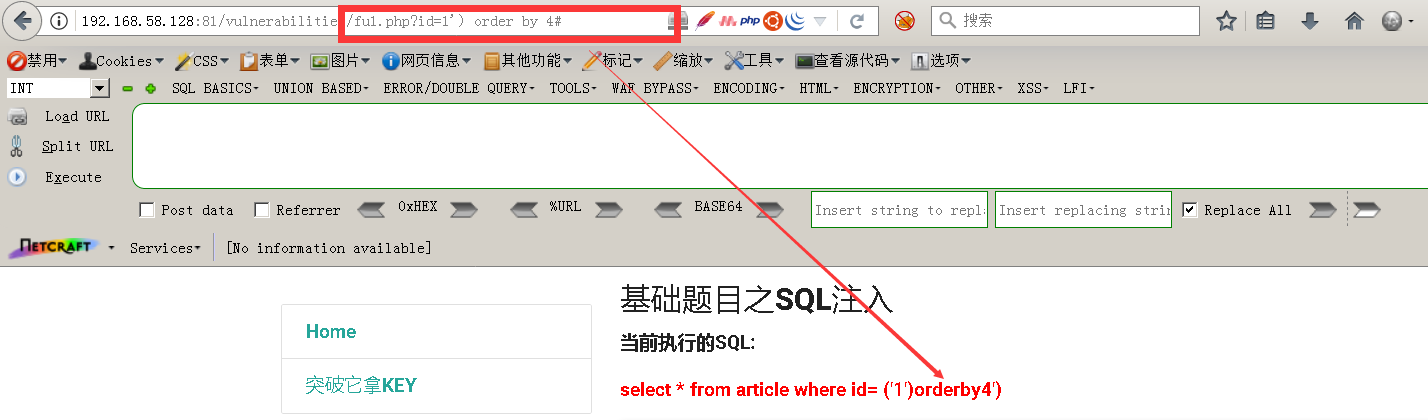 192.168.58.128:81/vulnerabilities/fu1.php?id=1') order by 4#
php
搜索
禁用 Cookies CSS 表单 图片 网页信息 其他功能 标记 缩放 工具 查看源代码 选项
INT SQL BASICS UNION BASED ERROR/DOUBLE QUERY TOOLS WAF BYPASS ENCODING HTML ENCRYPTION OTHER XSS LFI
Load URL
Split URL
Execute
Post data Referrer 0xHEX %URL BASE64 Insert string to repl Insert replacing strin Replace All
NETCRAFT Services [No information available]
基础题目之SQL注入
当前执行的SQL:
select * from article where id= ('1')orderby4')
Home
突破它拿KEY